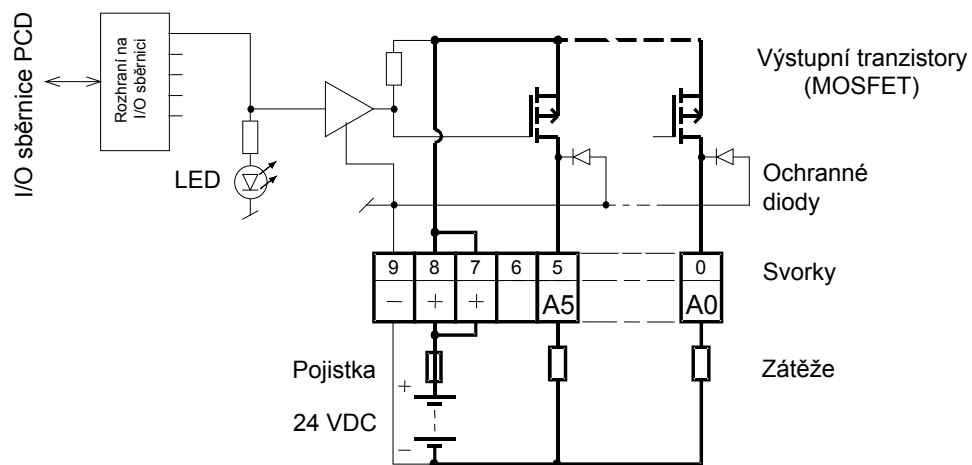 I/O sběrnice PCD
Rozhraní na
I/O sběrnici
LED
Výstupní tranzistory
(MOSFET)
Ochranné
diody
9 8 7 6 5 0
– + + A5 A0
Svorky
Pojistka
+
24 VDC
–
Zátěže